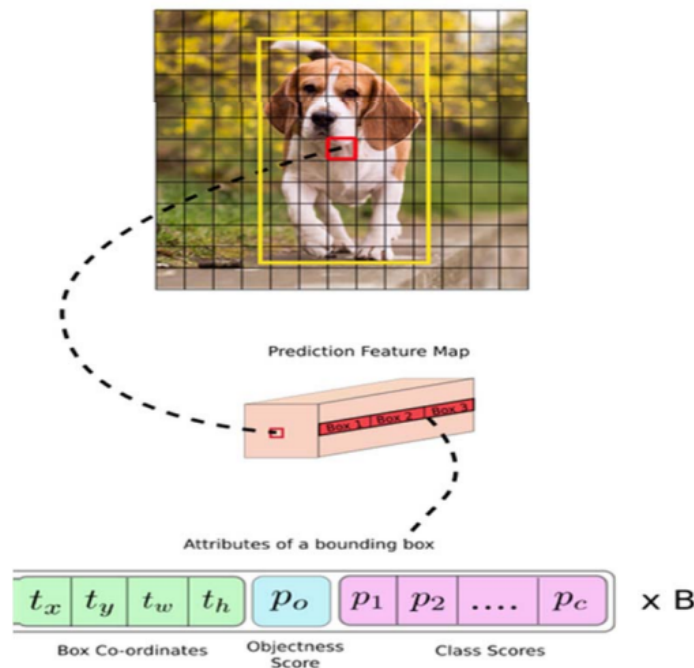 Prediction Feature Map
Box 1 Box 2 Box 3
Attributes of a bounding box
t_x t_y t_w t_h p_o p_1 p_2 .... p_c x B
Box Co-ordinates Objectness Score Class Scores